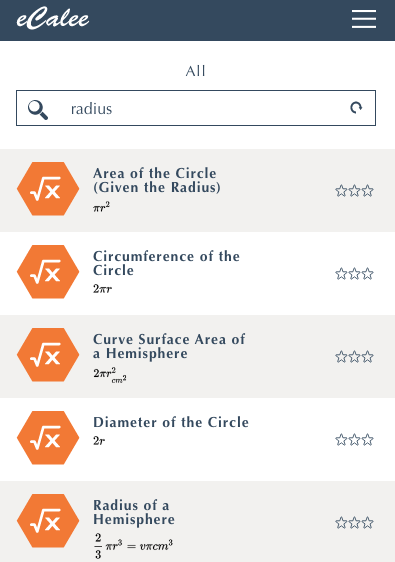 eCalee
All
radius
Area of the Circle
(Given the Radius)
πr²
Circumference of the
Circle
2πr
Curve Surface Area of
a Hemisphere
2πr²cm²
Diameter of the Circle
2r
Radius of a
Hemisphere
2/3 πr³ = υπcm³